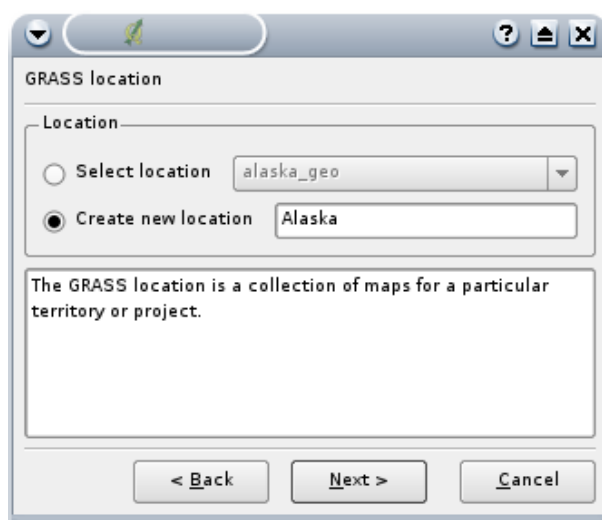 GRASS location
Location
Select location
alaska_geo
Create new location
Alaska
The GRASS location is a collection of maps for a particular
territory or project.
< Back
Next >
Cancel